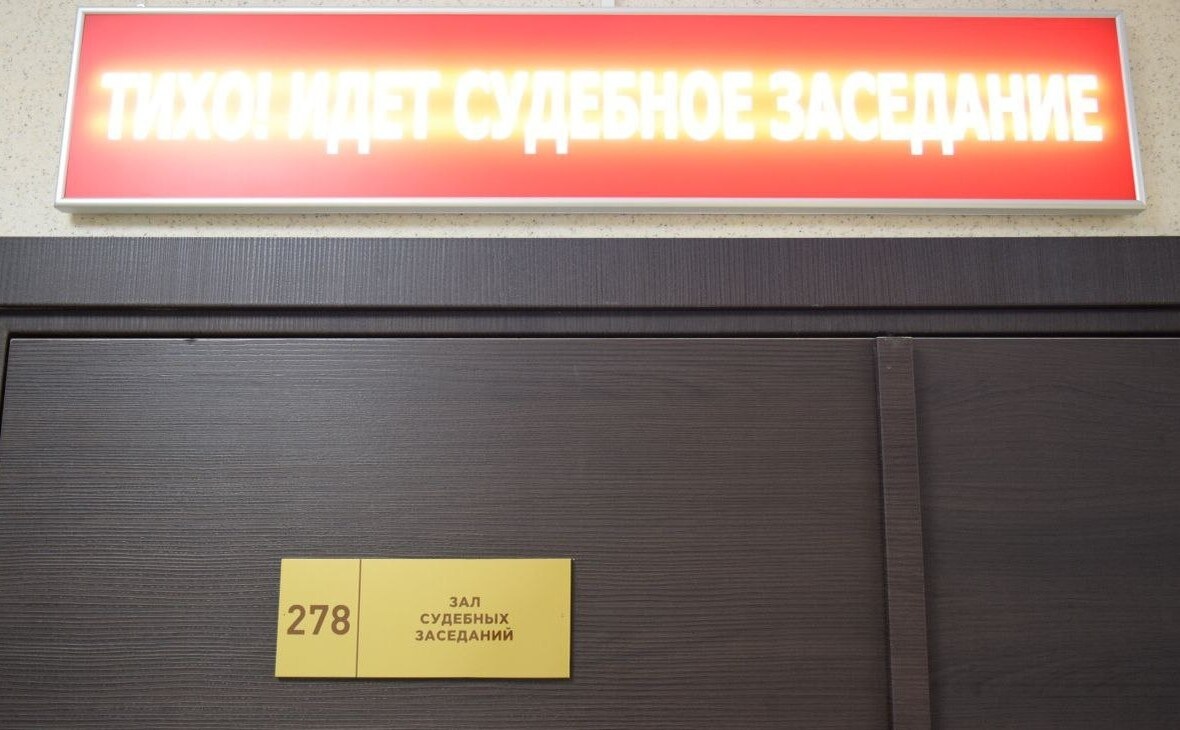 ТИХО! ИДЕТ СУДЕБНОЕ ЗАСЕДАНИЕ
278
ЗАЛ
СУДЕБНЫХ
ЗАСЕДАНИЙ